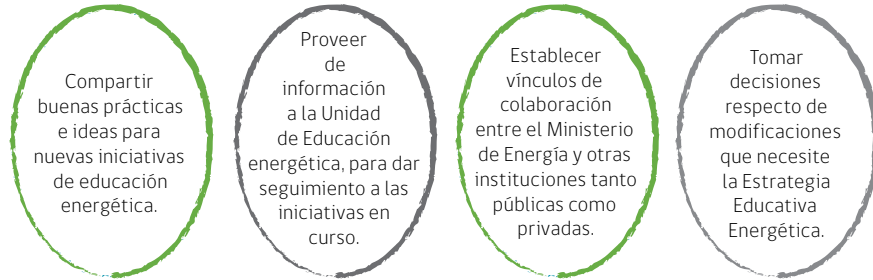 Compartir
buenas prácticas
e ideas para
nuevas iniciativas
de educación
energética.
Proveer
de
información
a la Unidad
de Educación
energética, para dar
seguimiento a las
iniciativas en
curso.
Establecer
vínculos de
colaboración
entre el Ministerio
de Energía y otras
instituciones tanto
públicas como
privadas.
Tomar
decisiones
respecto de
modificaciones
que necesite
la Estrategia
Educativa
Energética.